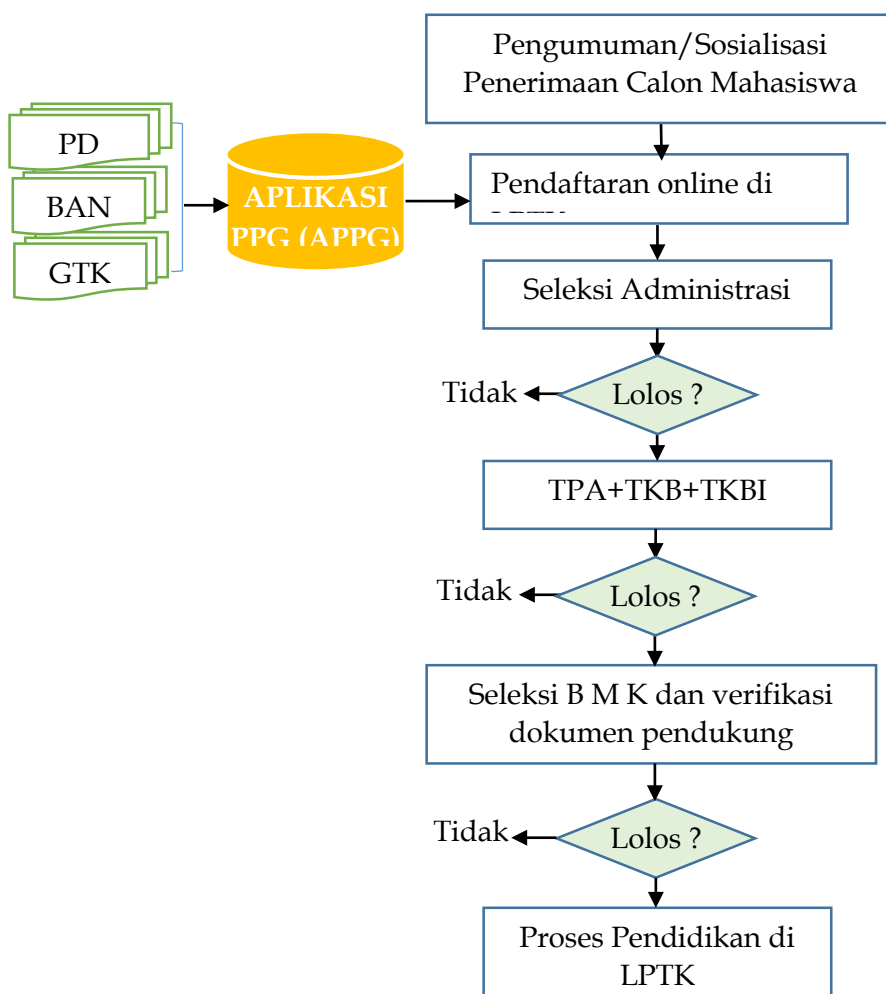 Pengumuman/Sosialisasi
Penerimaan Calon Mahasiswa
PD
BAN
GTK
APLIKASI
PPG (APPG)
Pendaftaran online di
Seleksi Administrasi
Lolos ?
Tidak
TPA+TKB+TKBI
Lolos ?
Tidak
Seleksi B M K dan verifikasi
dokumen pendukung
Lolos ?
Tidak
Proses Pendidikan di
LPTK